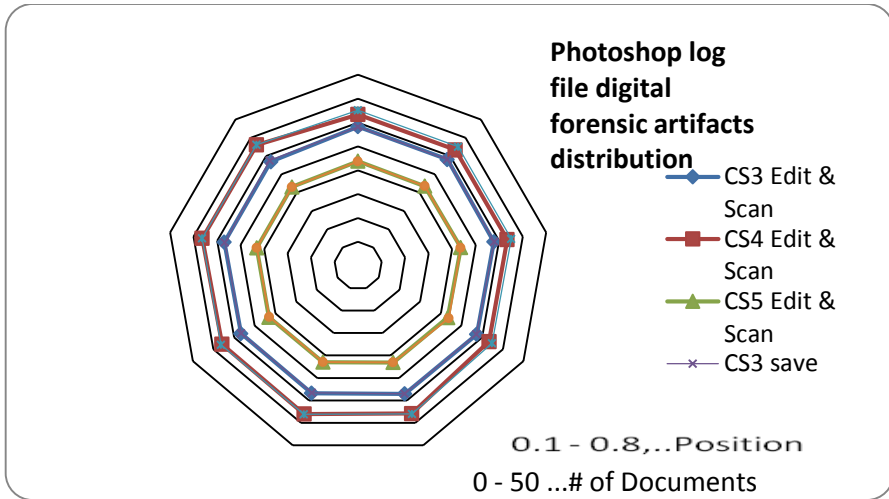 Photoshop log
file digital
forensic artifacts
distribution
CS3 Edit &
Scan
CS4 Edit &
Scan
CS5 Edit &
Scan
CS3 save
0.1 - 0.8,..Position
0 - 50 ...# of Documents